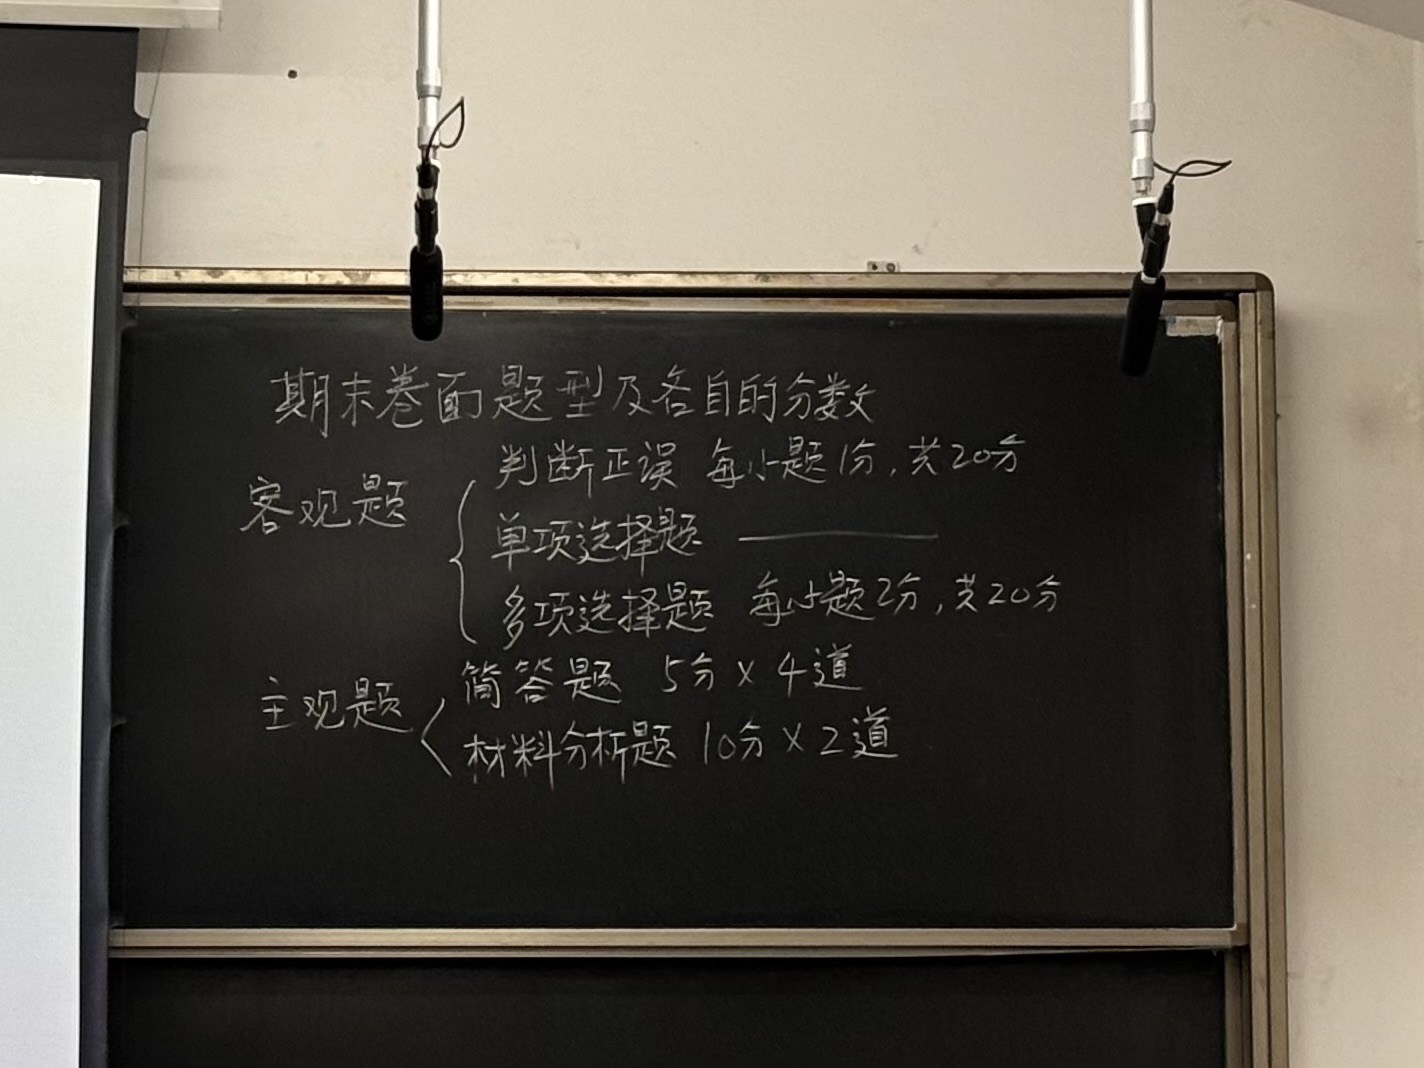 期末卷面题型及各自的分数
客观题
判断正误 每小题1分，共20分
单项选择题 ————
多项选择题 每小题2分，共20分
主观题
简答题 5分×4道
材料分析题 10分×2道